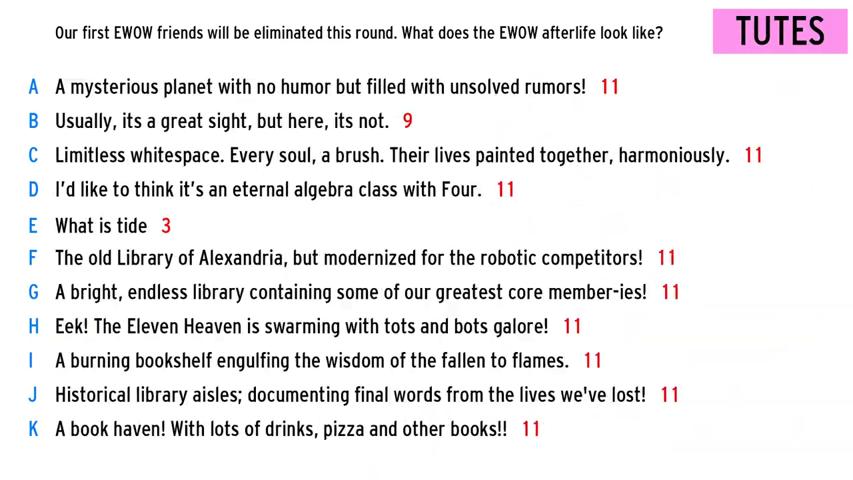 Our first EWOW friends will be eliminated this round. What does the EWOW afterlife look like?
TUTES
A A mysterious planet with no humor but filled with unsolved rumors! 11
B Usually, its a great sight, but here, its not. 9
C Limitless whitespace. Every soul, a brush. Their lives painted together, harmoniously. 11
D I'd like to think it's an eternal algebra class with Four. 11
E What is tide 3
F The old Library of Alexandria, but modernized for the robotic competitors! 11
G A bright, endless library containing some of our greatest core member-ies! 11
H Eek! The Eleven Heaven is swarming with tots and bots galore! 11
I A burning bookshelf engulfing the wisdom of the fallen to flames. 11
J Historical library aisles; documenting final words from the lives we've lost! 11
K A book haven! With lots of drinks, pizza and other books!! 11